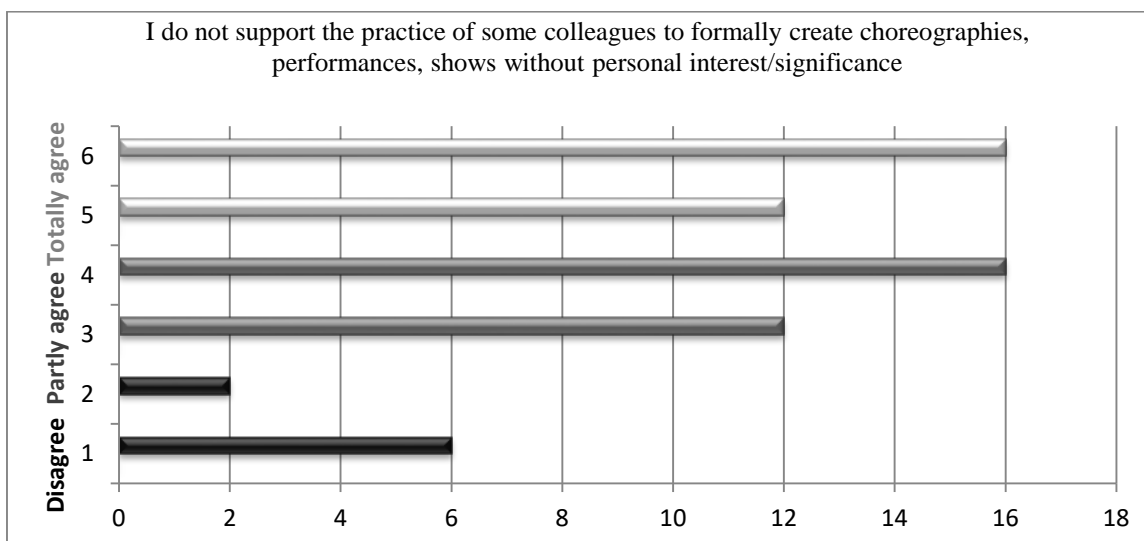 I do not support the practice of some colleagues to formally create choreographies,
performances, shows without personal interest/significance
Disagree Partly agree Totally agree
6
5
4
3
2
1
0 2 4 6 8 10 12 14 16 18